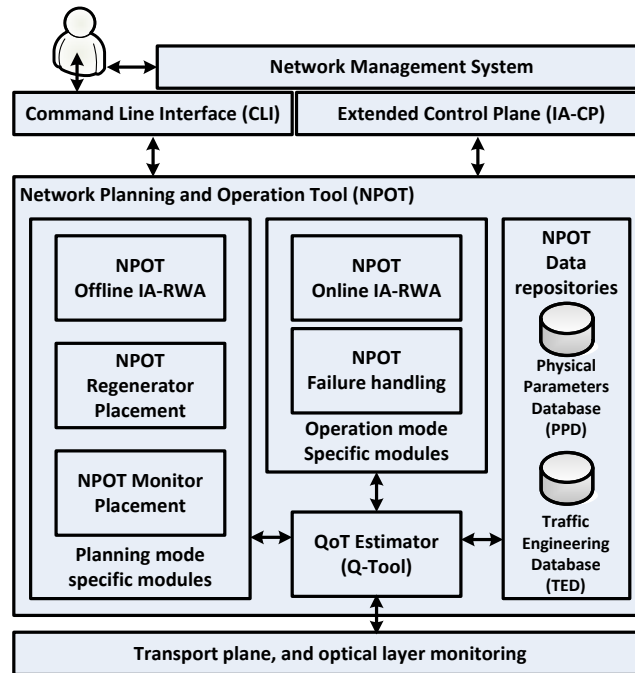 Network Management System
Command Line Interface (CLI)
Extended Control Plane (IA-CP)
Network Planning and Operation Tool (NPOT)
NPOT
Offline IA-RWA
NPOT
Regenerator
Placement
NPOT Monitor
Placement
Planning mode
specific modules
NPOT
Online IA-RWA
NPOT
Failure handling
Operation mode
Specific modules
QoT Estimator
(Q-Tool)
NPOT
Data
repositories
Physical
Parameters
Database
(PPD)
Traffic
Engineering
Database
(TED)
Transport plane, and optical layer monitoring